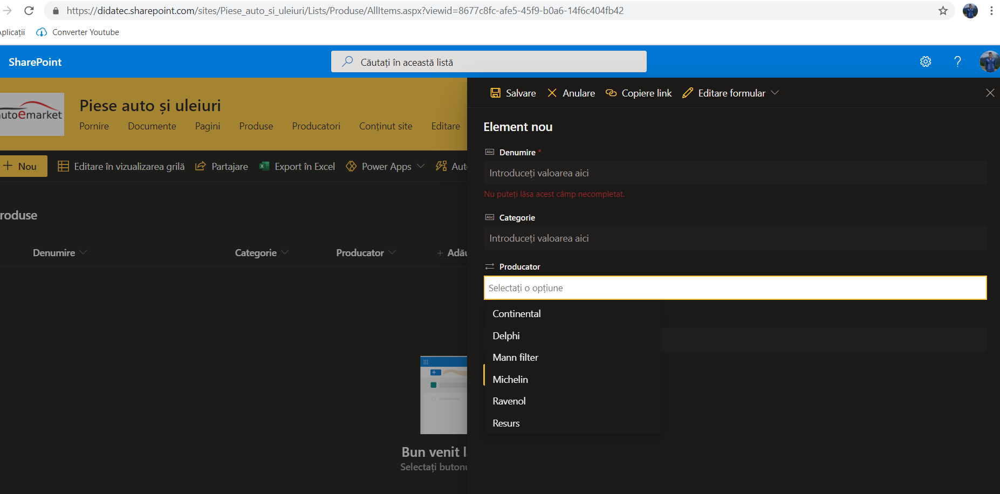 https://didatec.sharepoint.com/sites/Piese_auto_si_uleiuri/Lists/Produse/AllItems.aspx?viewid=8677c8fc-afe5-45f9-b0a6-14f6c404fb42
plicații Converter Youtube
SharePoint
Căutați în această listă
utoemarket
Piese auto și uleiuri
Pornire Documente Pagini Produse Producatori Conținut site Editare
Nou Editare în vizualizarea grilă Partajare Export în Excel Power Apps Aut
roduse
Denumire Categorie Producator + Adău
Bun venit l
Selectați buton
Salvare Anulare Copiere link Editare formular
Element nou
Abc Denumire *
Introduceți valoarea aici
Nu puteți lăsa acest câmp necompletat.
Abc Categorie
Introduceți valoarea aici
Producator
Selectați o opțiune
Continental
Delphi
Mann filter
Michelin
Ravenol
Resurs